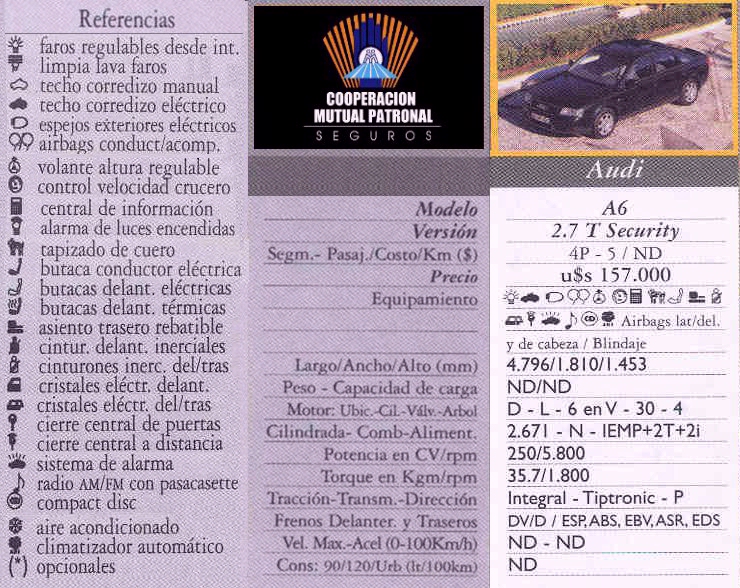 Referencias
faros regulables desde int.
limpia lava faros
techo corredizo manual
techo corredizo eléctrico
espejos exteriores eléctricos
airbags conduct/acomp.
volante altura regulable
control velocidad crucero
central de información
alarma de luces encendidas
tapizado de cuero
butaca conductor eléctrica
butacas delant. eléctricas
butacas delant. térmicas
asiento trasero rebatible
cintur. delant. inerciales
cinturones inerc. del/tras
cristales eléctr. delant.
cristales eléctr. del/tras
cierre central de puertas
cierre central a distancia
sistema de alarma
radio AM/FM con pasacasette
compact disc
aire acondicionado
climatizador automático
(*) opcionales
COOPERACION
MUTUAL PATRONAL
SEGUROS
Audi
Modelo A6
Versión 2.7 T Security
Segm.- Pasaj./Costo/Km ($) 4P - 5 / ND
Precio u$s 157.000
Equipamiento
CD Airbags lat/del.
y de cabeza / Blindaje
Largo/Ancho/Alto (mm) 4.796/1.810/1.453
Peso - Capacidad de carga ND/ND
Motor: Ubic.-Cil.-Válv.-Arbol D - L - 6 en V - 30 - 4
Cilindrada- Comb-Aliment. 2.671 - N - IEMP+2T+2i
Potencia en CV/rpm 250/5.800
Torque en Kgm/rpm 35.7/1.800
Tracción-Transm.-Dirección Integral - Tiptronic - P
Frenos Delanter. y Traseros DV/D / ESP, ABS, EBV, ASR, EDS
Vel. Max.-Acel (0-100Km/h) ND - ND
Cons: 90/120/Urb (lt/100km) ND